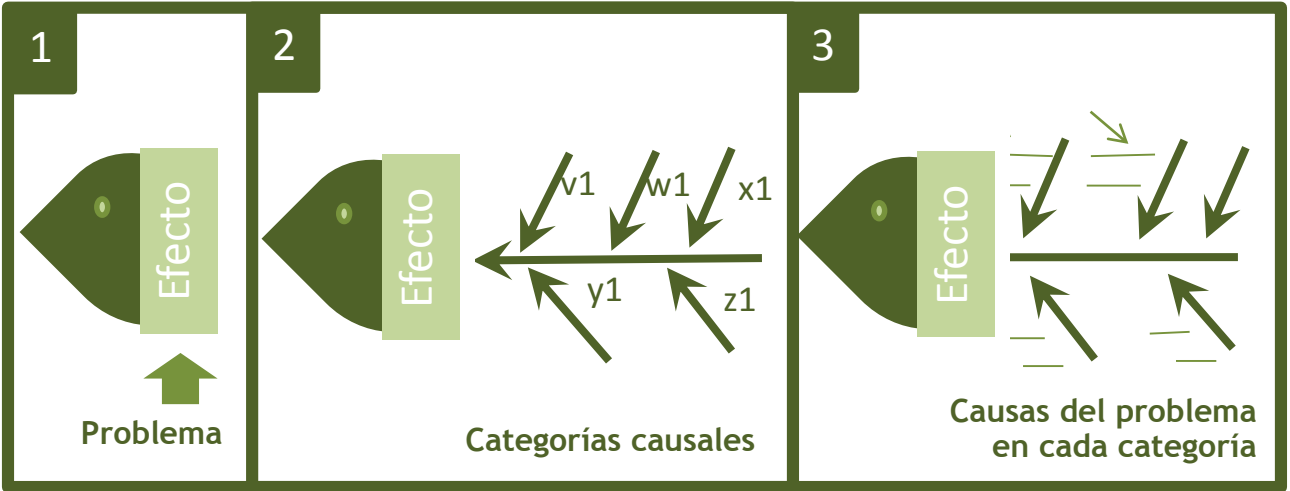 1
Efecto
Problema
2
Efecto
v1
w1
x1
y1
z1
Categorías causales
3
Efecto
Causas del problema
en cada categoría